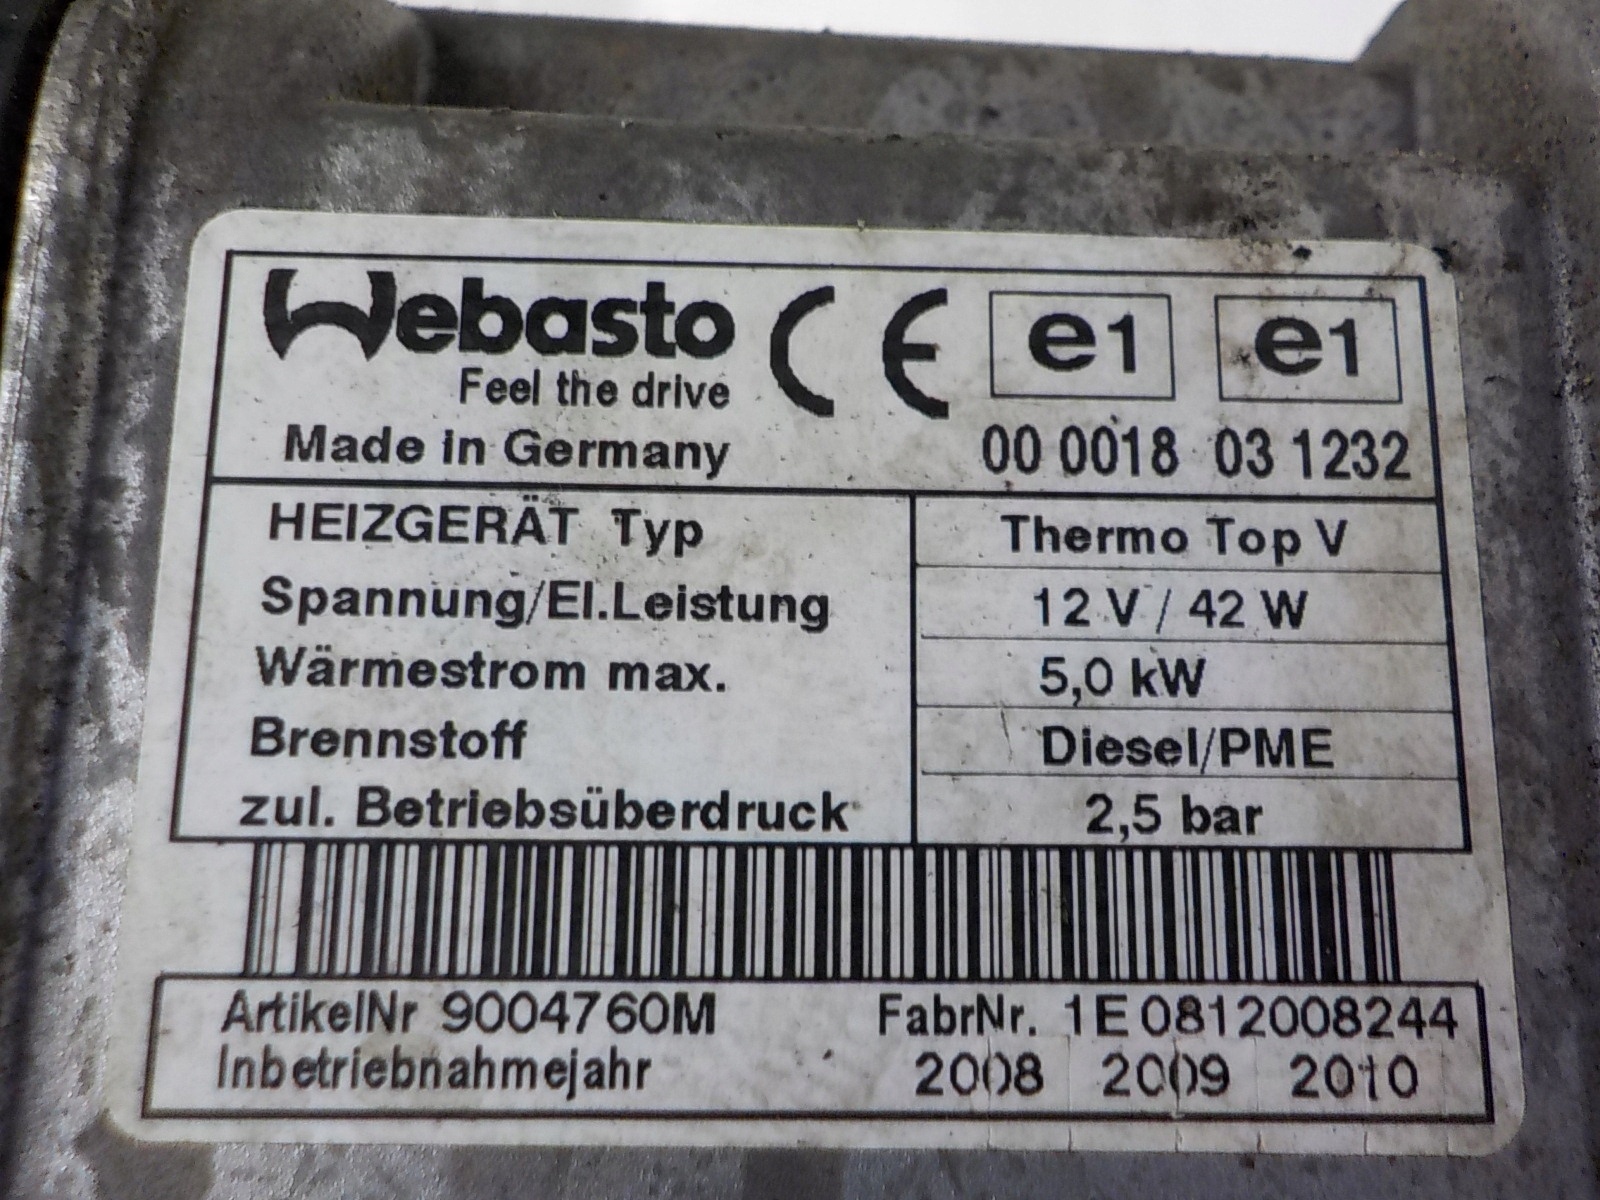 Webasto CE e1 e1
Feel the drive
Made in Germany 00 0018 03 1232
HEIZGERÄT Typ Thermo Top V
Spannung/El.Leistung 12 V / 42 W
Wärmestrom max. 5,0 kW
Brennstoff Diesel/PME
zul. Betriebsüberdruck 2,5 bar
ArtikelNr 9004760M FabrNr. 1E0812008244
Inbetriebnahmejahr 2008 2009 2010